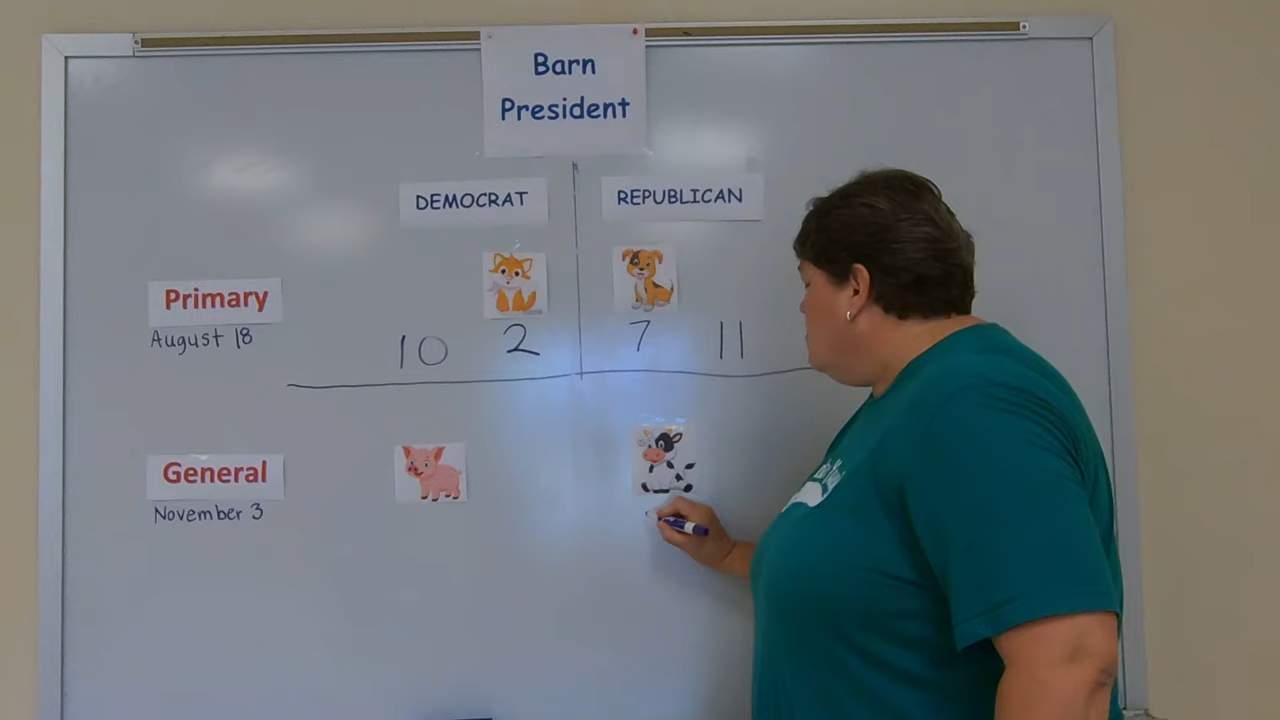 Barn
President
DEMOCRAT
REPUBLICAN
Primary
August 18
10 2 7 11
General
November 3